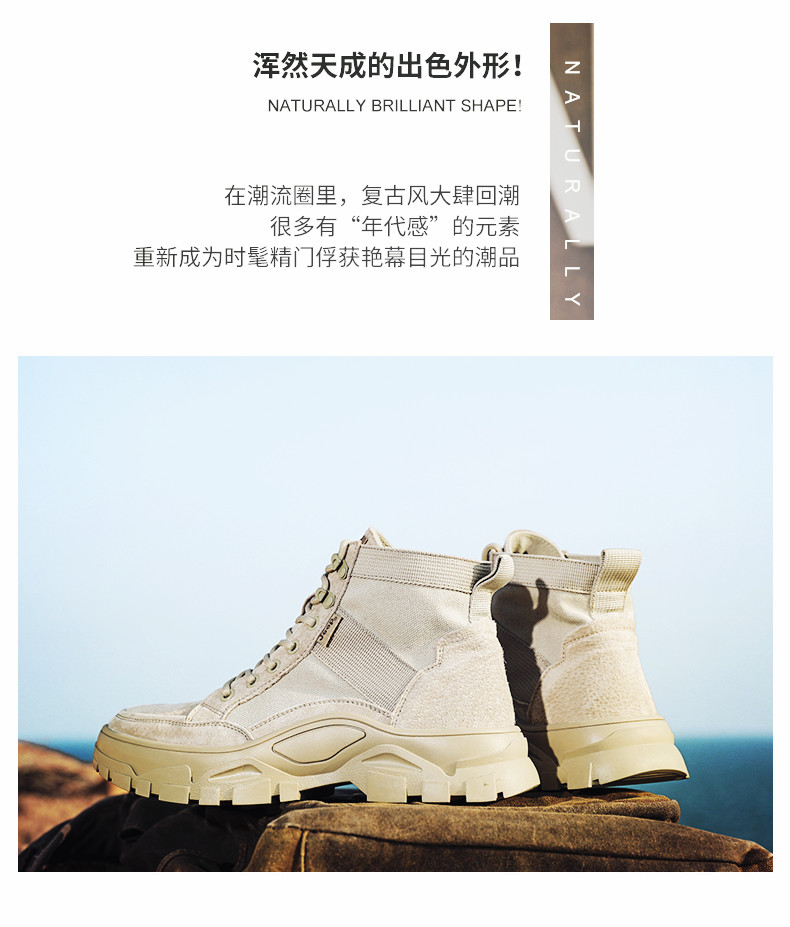 浑然天成的出色外形！
NATURALLY BRILLIANT SHAPE!
NATURALLY
在潮流圈里，复古风大肆回潮
很多有“年代感”的元素
重新成为时髦精门俘获艳幕目光的潮品